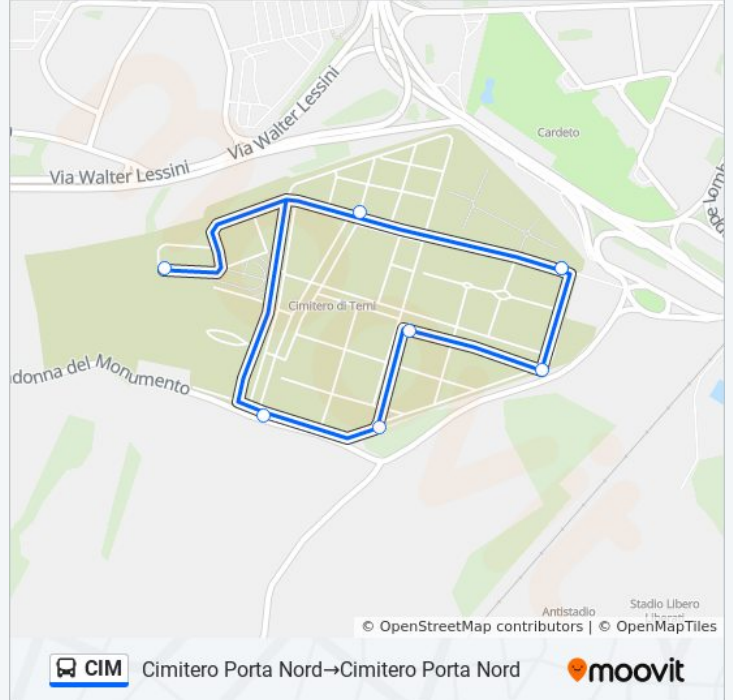 Via Walter Lessini
Cardeto
Via Walter Lessini
Cimitero di Terni
donna del Monumento
Antistadio
Stadio Libero
Liberati
© OpenStreetMap contributors | © OpenMapTiles
CIM
Cimitero Porta Nord→Cimitero Porta Nord
moovit